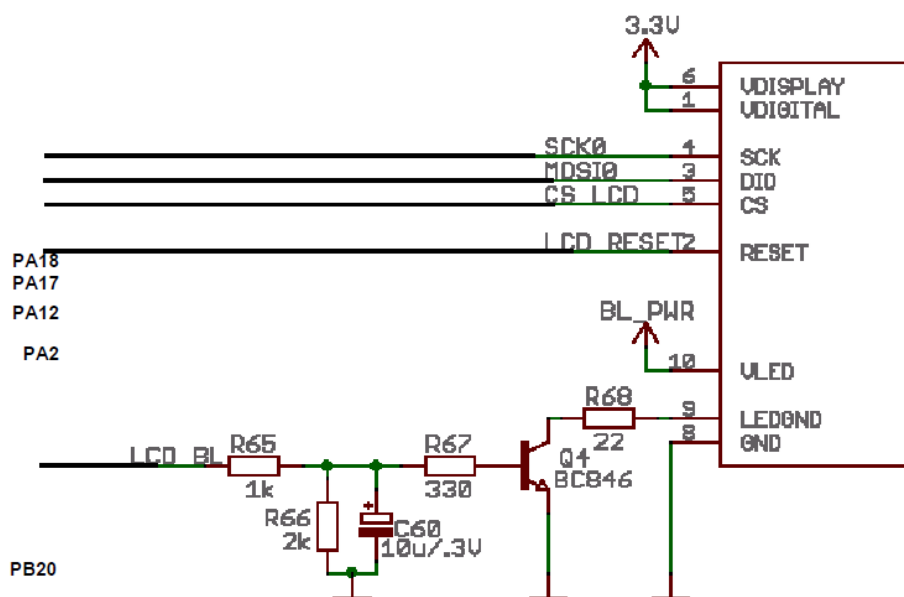 3.3V
6 VDISPLAY
1 VDIGITAL
SCK0 4 SCK
MOSI0 3 DIO
CS_LCD 5 CS
LCD_RESET 2 RESET
PA18
PA17
PA12
BL_PWR
PA2
10 VLED
R68
9 LEDGND
22
8 GND
LCD_BL R65 R67 Q4
1k 330 BC846
R66
2k
+
C60
10u/.3V
PB20